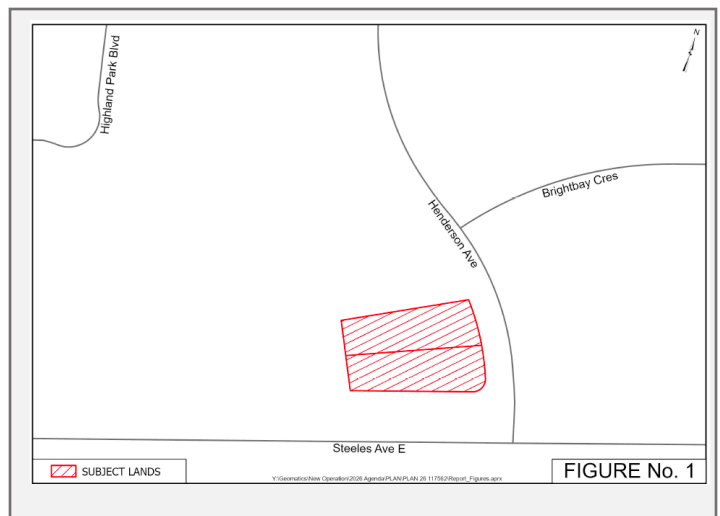 N
Highland Park Blvd
Brightbay Cres
Henderson Ave
Steeles Ave E
SUBJECT LANDS
Y:\Geomatics\New Operation\2026 Agenda\PLAN\PLAN 26 117562\Report_Figures.aprx
FIGURE No. 1